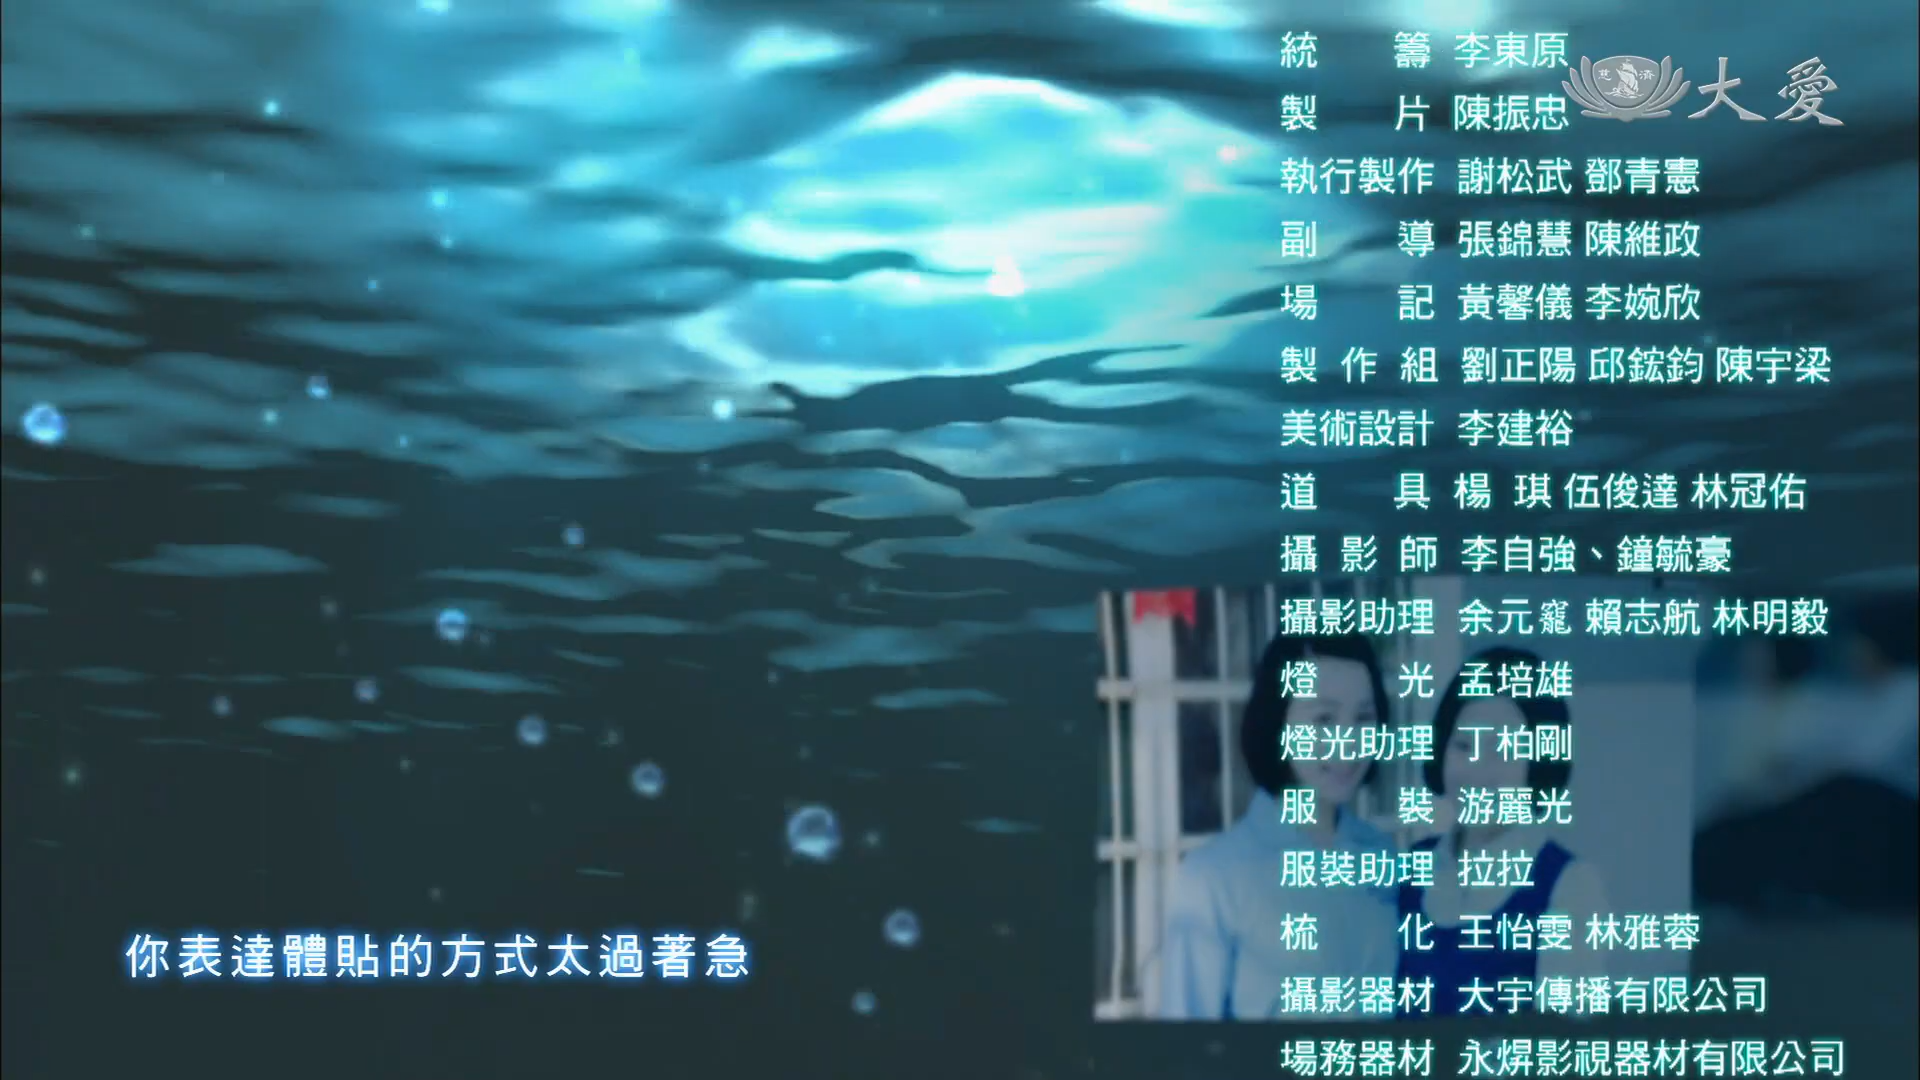 統 籌 李東原
慈濟 大愛
製 片 陳振忠
執行製作 謝松武 鄧青憲
副 導 張錦慧 陳維政
場 記 黃馨儀 李婉欣
製 作 組 劉正陽 邱鋐鈞 陳宇梁
美術設計 李建裕
道 具 楊 琪 伍俊達 林冠佑
攝 影 師 李自強、鐘毓豪
攝影助理 余元寵 賴志航 林明毅
燈 光 孟培雄
燈光助理 丁柏剛
服 裝 游麗光
服裝助理 拉拉
梳 化 王怡雯 林雅蓉
攝影器材 大宇傳播有限公司
場務器材 永焺影視器材有限公司
你表達體貼的方式太過著急